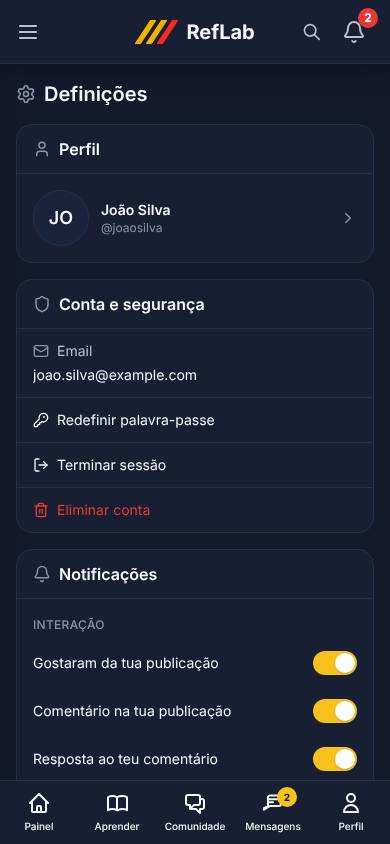 RefLab
2
Definições
Perfil
JO
João Silva
@joaosilva
Conta e segurança
Email
joao.silva@example.com
Redefinir palavra-passe
Terminar sessão
Eliminar conta
Notificações
INTERAÇÃO
Gostaram da tua publicação
Comentário na tua publicação
Resposta ao teu comentário
2
Painel
Aprender
Comunidade
Mensagens
Perfil